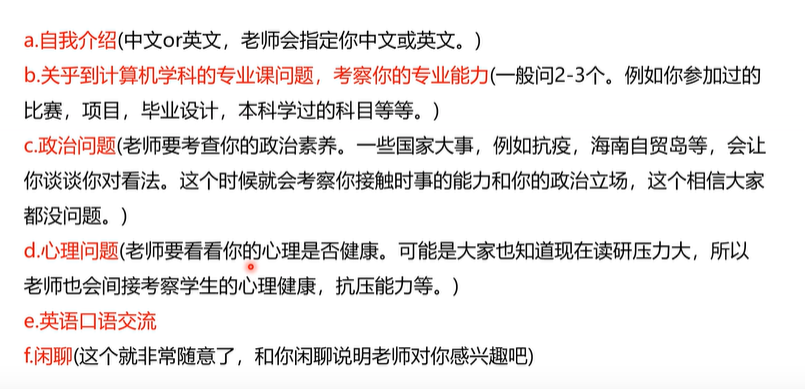 a.自我介绍(中文or英文，老师会指定你中文或英文。)
b.关乎到计算机学科的专业课问题，考察你的专业能力(一般问2-3个。例如你参加过的
比赛，项目，毕业设计，本科学过的科目等等。)
c.政治问题(老师要考查你的政治素养。一些国家大事，例如抗疫，海南自贸岛等，会让
你谈谈你对看法。这个时候就会考察你接触时事的能力和你的政治立场，这个相信大家
都没问题。)
d.心理问题(老师要看看你的心理是否健康。可能是大家也知道现在读研压力大，所以
老师也会间接考察学生的心理健康，抗压能力等。)
e.英语口语交流
f.闲聊(这个就非常随意了，和你闲聊说明老师对你感兴趣吧)